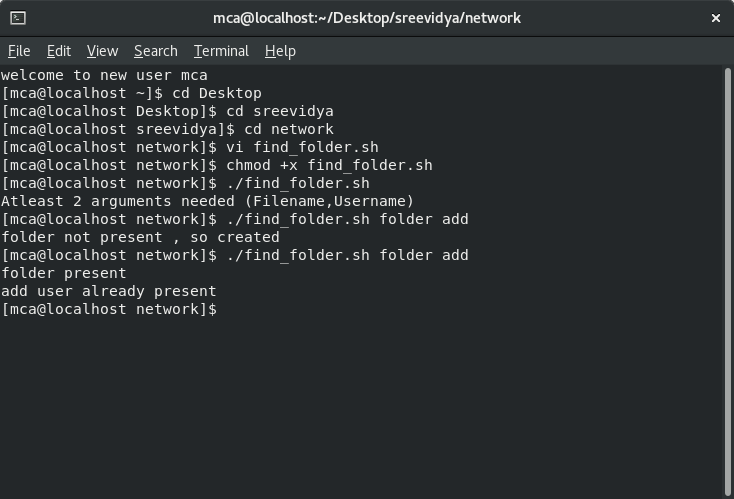 mca@localhost:~/Desktop/sreevidya/network
File Edit View Search Terminal Help
welcome to new user mca
[mca@localhost ~]$ cd Desktop
[mca@localhost Desktop]$ cd sreevidya
[mca@localhost sreevidya]$ cd network
[mca@localhost network]$ vi find_folder.sh
[mca@localhost network]$ chmod +x find_folder.sh
[mca@localhost network]$ ./find_folder.sh
Atleast 2 arguments needed (Filename,Username)
[mca@localhost network]$ ./find_folder.sh folder add
folder not present , so created
[mca@localhost network]$ ./find_folder.sh folder add
folder present
add user already present
[mca@localhost network]$